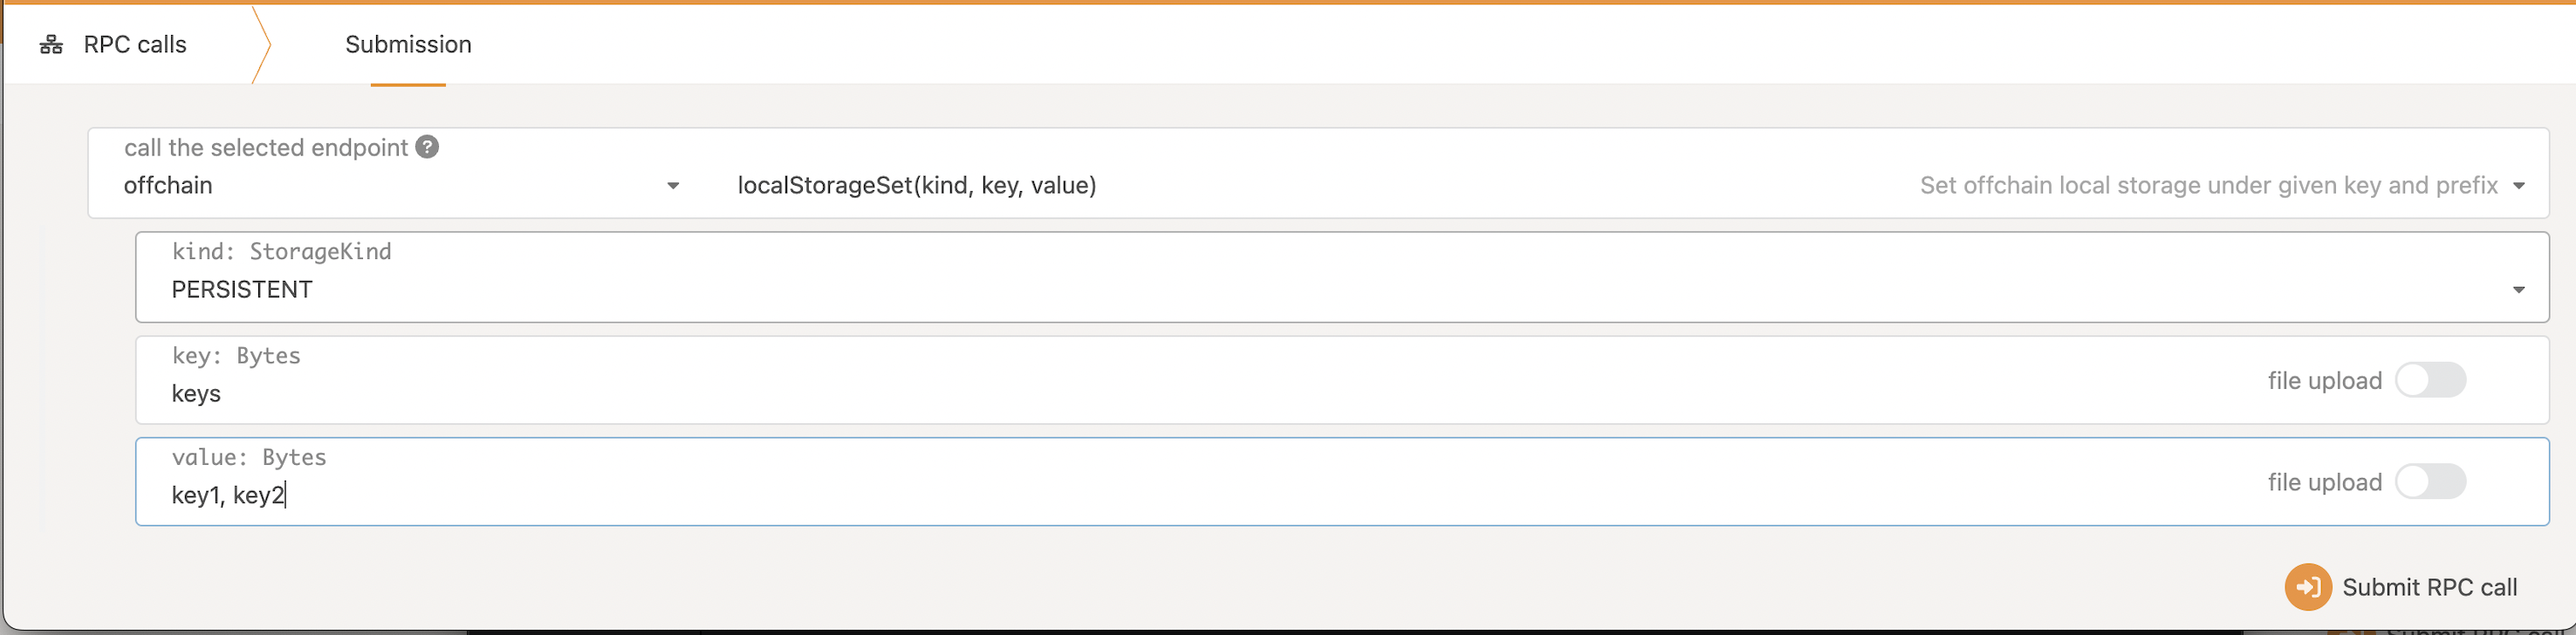 RPC calls
Submission
call the selected endpoint ?
offchain
localStorageSet(kind, key, value)
Set offchain local storage under given key and prefix
kind: StorageKind
PERSISTENT
key: Bytes
keys
file upload
value: Bytes
key1, key2
file upload
Submit RPC call